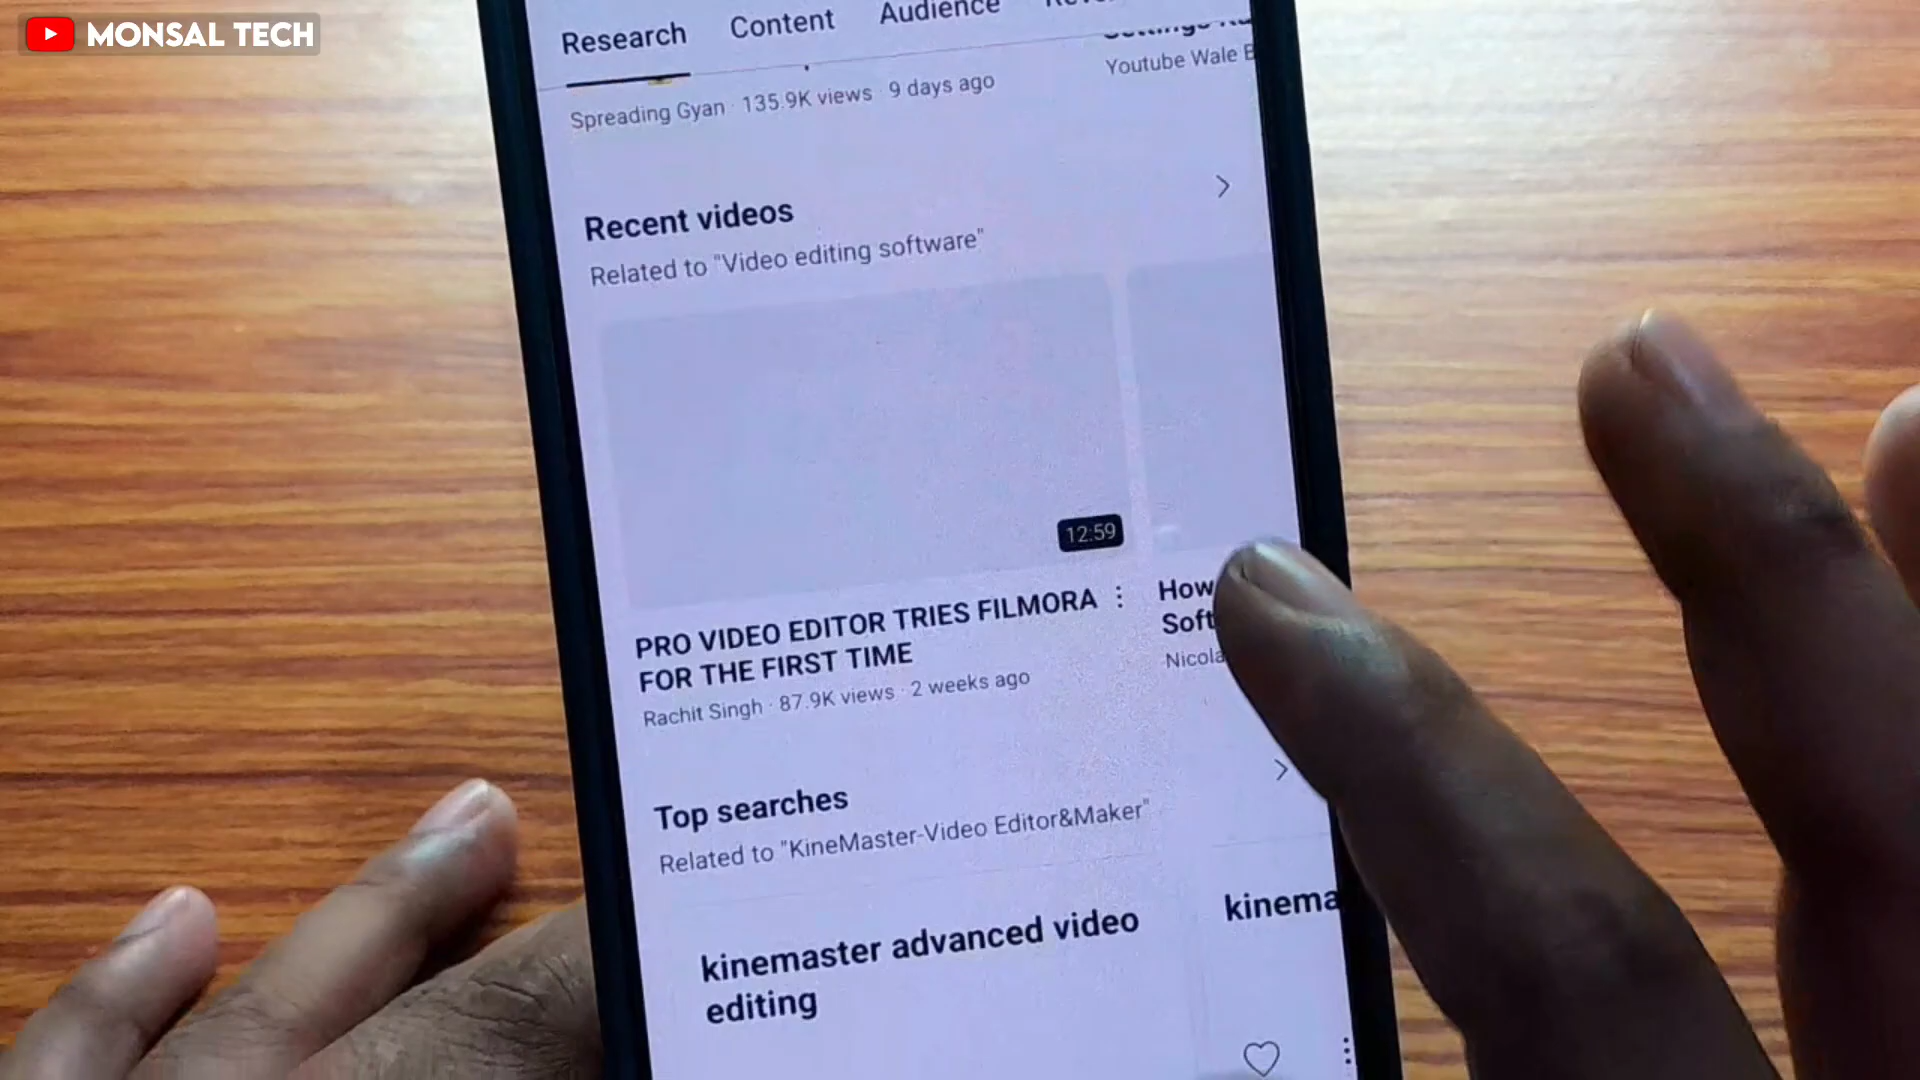 MONSAL TECH
Research Content Audience
Youtube Wale
Spreading Gyan · 135.9K views · 9 days ago
Recent videos
Related to "Video editing software"
12:59
PRO VIDEO EDITOR TRIES FILMORA
FOR THE FIRST TIME
Rachit Singh · 87.9K views · 2 weeks ago
How
Soft
Nicola
Top searches
Related to "KineMaster-Video Editor&Maker"
kinemaster advanced video
editing
kinema